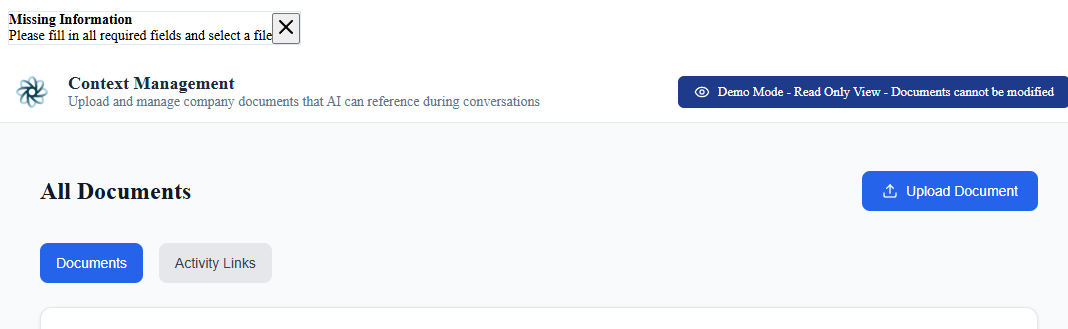 Missing Information
Please fill in all required fields and select a file
Context Management
Upload and manage company documents that AI can reference during conversations
Demo Mode - Read Only View - Documents cannot be modified
All Documents
Upload Document
Documents
Activity Links